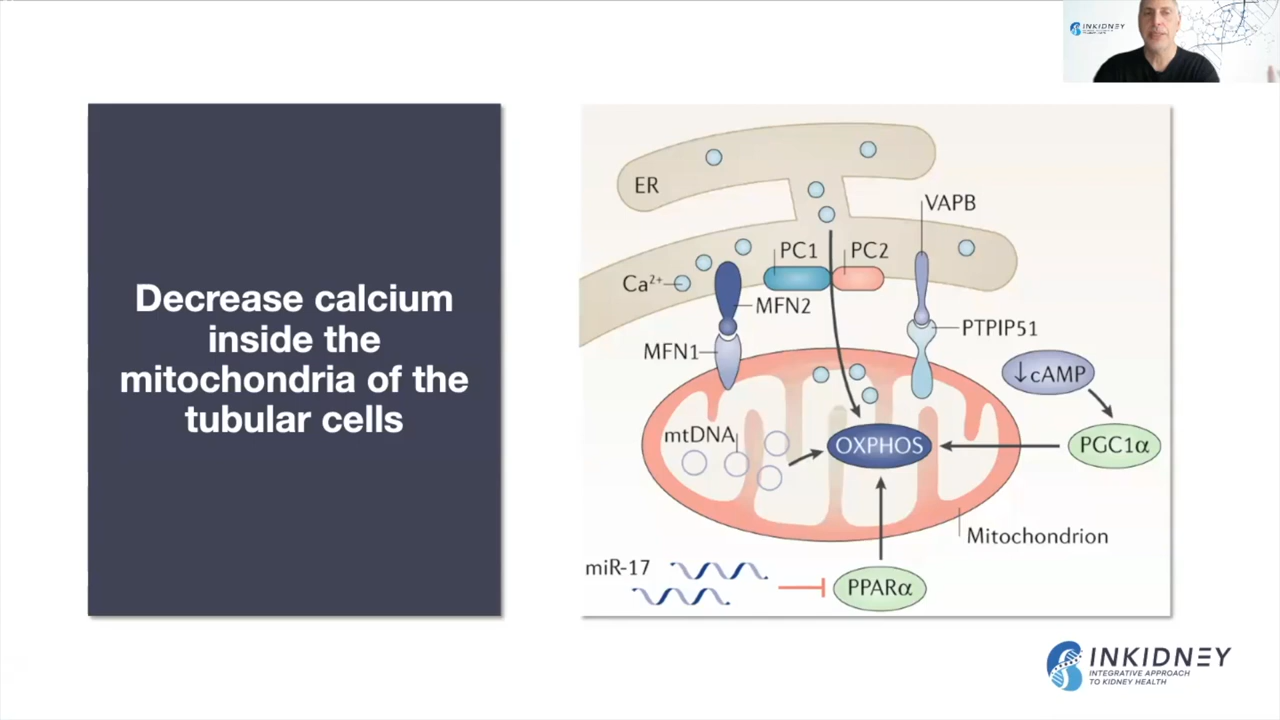 INKIDNEY
Decrease calcium
inside the
mitochondria of the
tubular cells
ER
VAPB
PC1
PC2
Ca²⁺
MFN2
PTPIP51
MFN1
↓cAMP
mtDNA
OXPHOS
PGC1α
Mitochondrion
miR-17
PPARα
INKIDNEY
INTEGRATIVE APPROACH
TO KIDNEY HEALTH